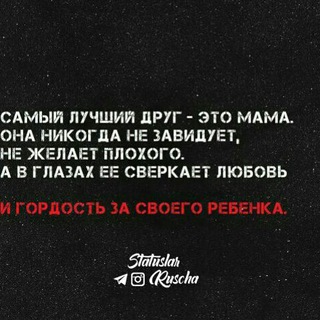 САМЫЙ ЛУЧШИЙ ДРУГ - ЭТО МАМА.
ОНА НИКОГДА НЕ ЗАВИДУЕТ,
НЕ ЖЕЛАЕТ ПЛОХОГО.
А В ГЛАЗАХ ЕЕ СВЕРКАЕТ ЛЮБОВЬ
И ГОРДОСТЬ ЗА СВОЕГО РЕБЕНКА.
Statuslar
Ruscha